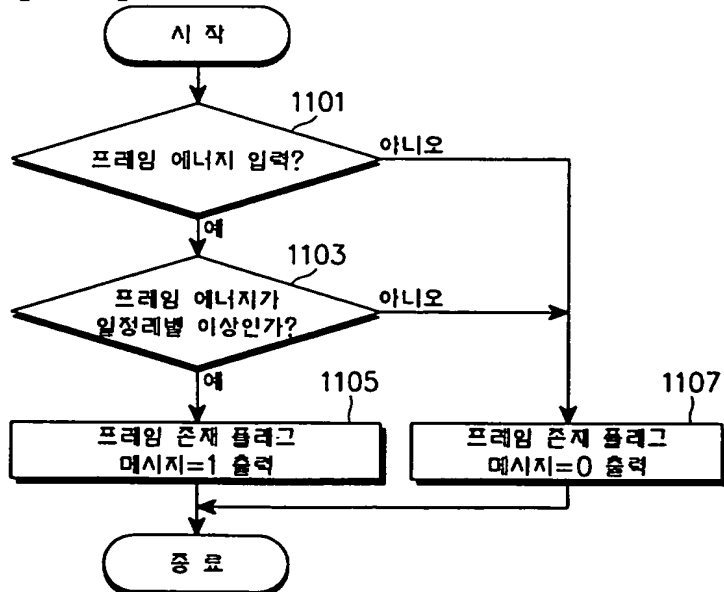 시 작
1101
프레임 에너지 입력?
아니오
예
1103
프레임 에너지가
일정레벨 이상인가?
아니오
예
1105
프레임 존재 플래그
메시지=1 출력
1107
프레임 존재 플래그
메시지=0 출력
종 료